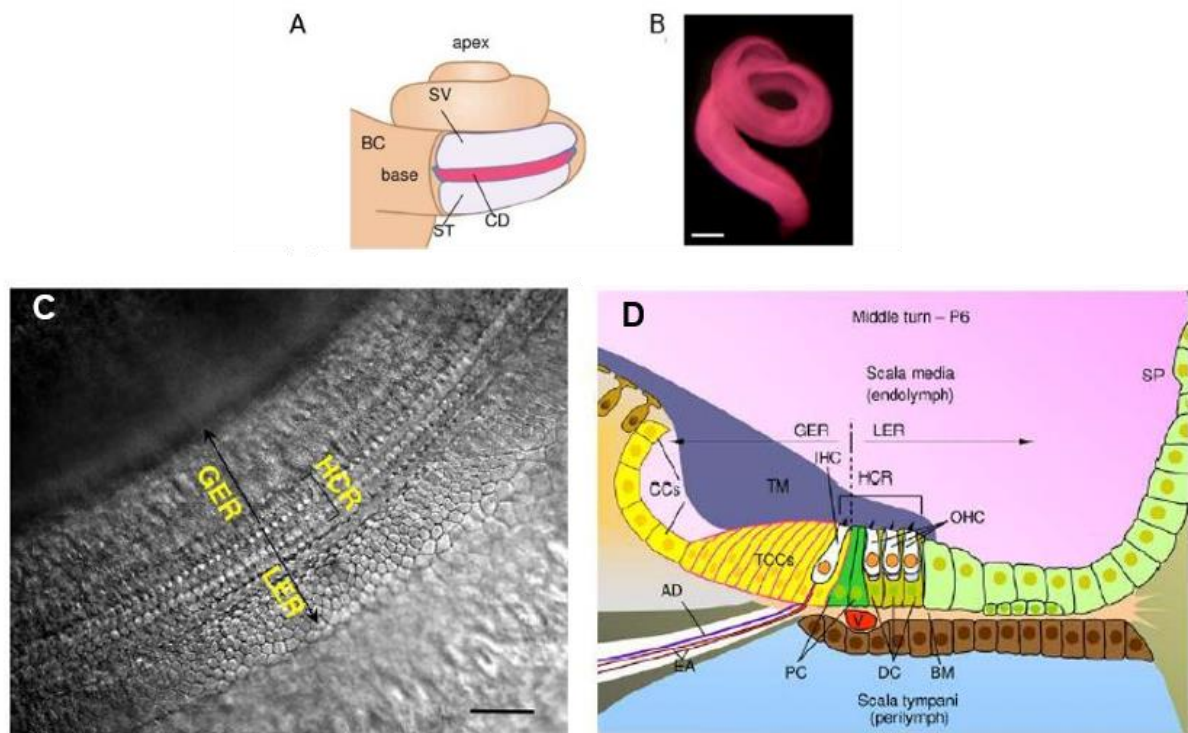 A
apex
SV
BC
base
ST
CD
B
C
GER
HCR
LER
D
Middle turn – P6
Scala media
(endolymph)
SP
GER
LER
IHC
HCR
CCs
TM
OHC
TCCs
AD
V
EA
PC
DC
BM
Scala tympani
(perilymph)